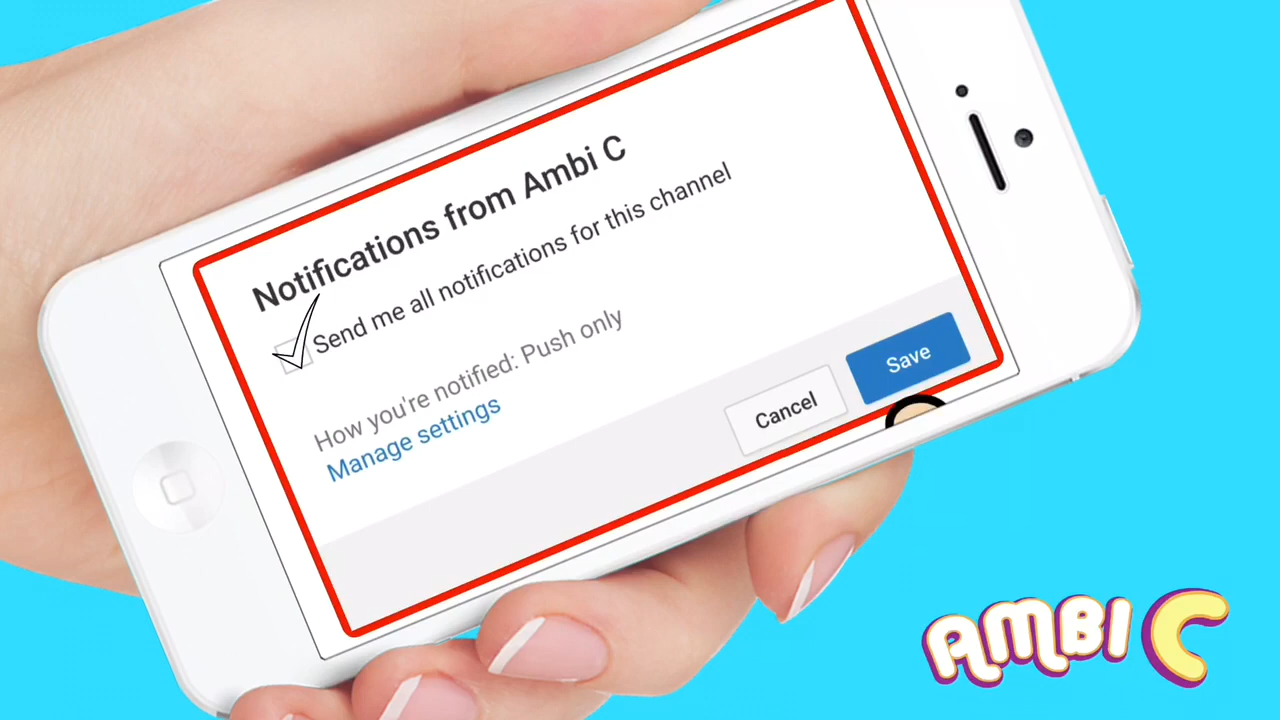 Notifications from Ambi C
Send me all notifications for this channel
How you're notified: Push only
Manage settings
Cancel
Save
AMBI C